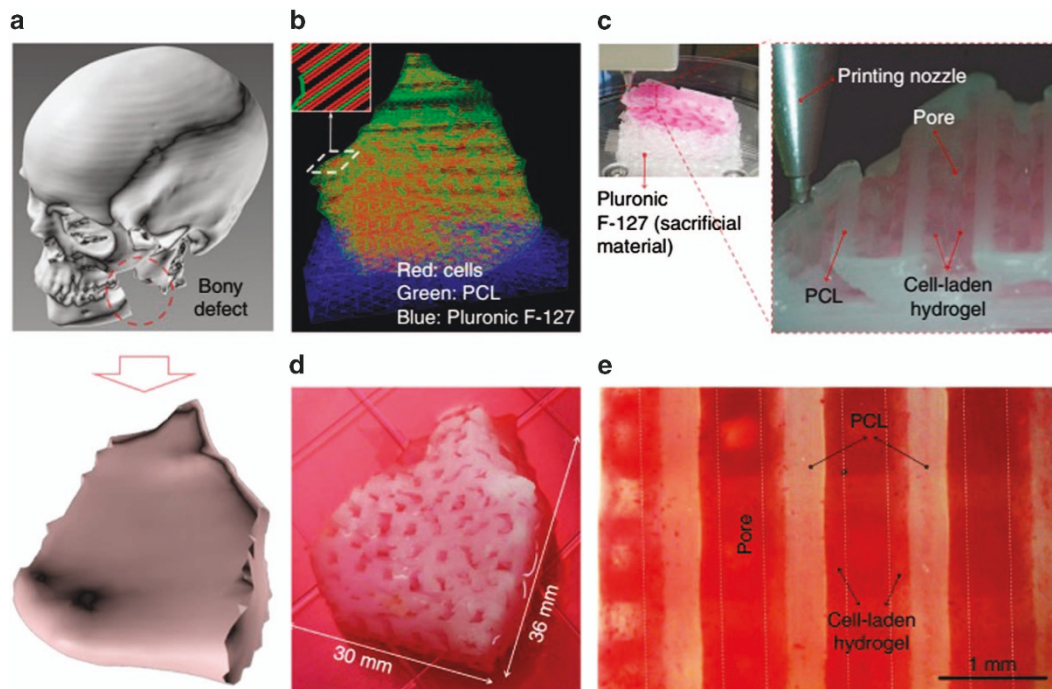 a
Bony
defect
b
Red: cells
Green: PCL
Blue: Pluronic F-127
c
Pluronic
F-127 (sacrificial
material)
Printing nozzle
Pore
PCL
Cell-laden
hydrogel
d
30 mm
36 mm
e
PCL
Pore
Cell-laden
hydrogel
1 mm